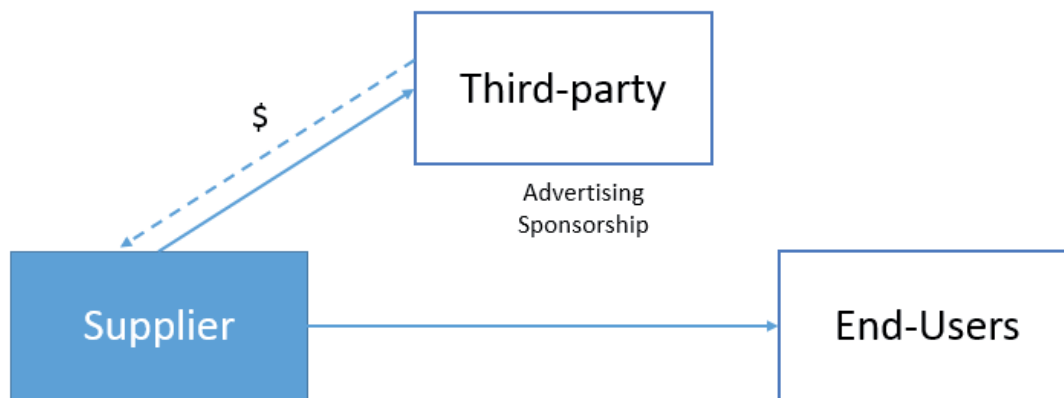 Third-party
$
Advertising
Sponsorship
Supplier
End-Users